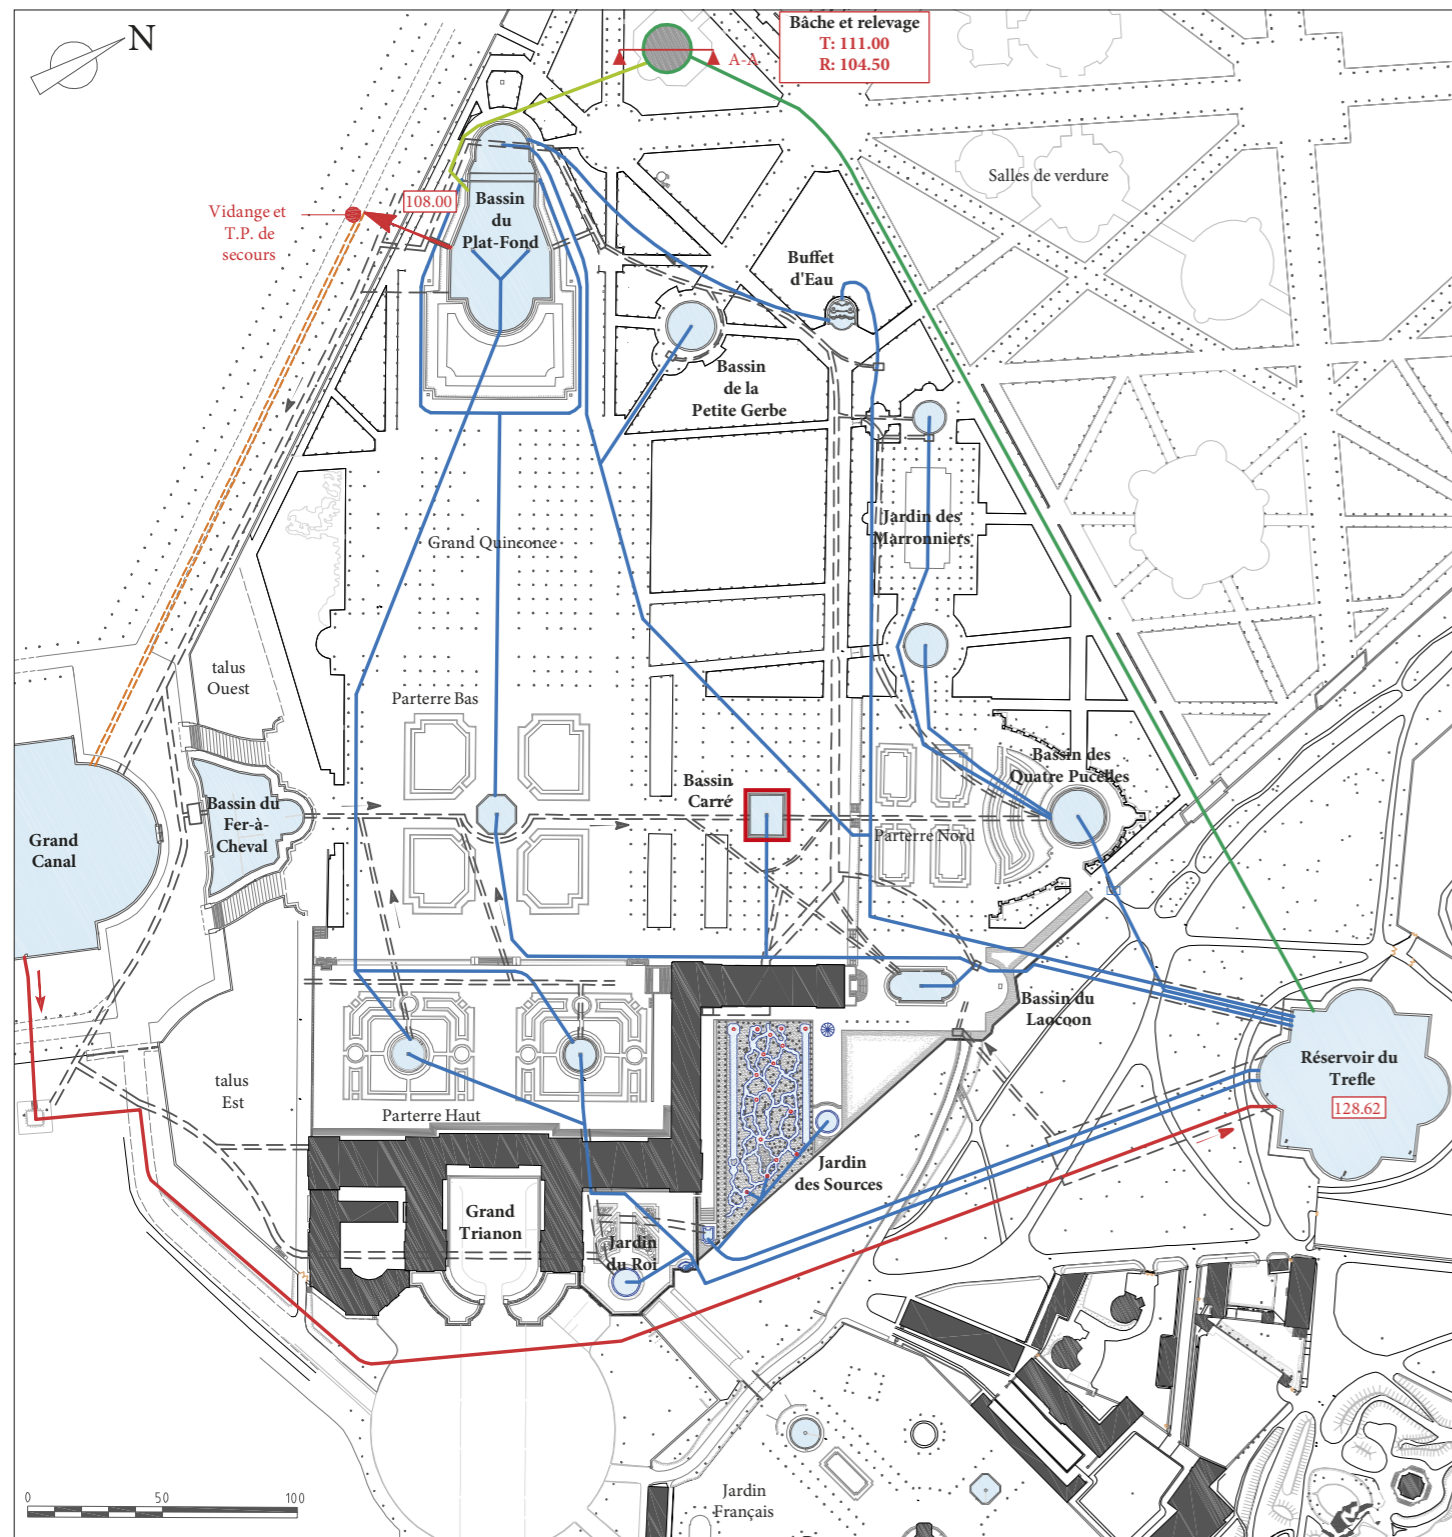 N
Bâche et relevage
T: 111.00
R: 104.50
A-A
Salles de verdure
108.00
Bassin
du
Plat-Fond
Vidange et
T.P. de
secours
Buffet
d'Eau
Bassin
de la
Petite Gerbe
Jardin des
Marronniers
Grand Quinconce
talus
Ouest
Parterre Bas
Bassin
Carré
Bassin des
Quatre Pucelles
Bassin du
Fer-à-
Cheval
Grand
Canal
Parterre Nord
Bassin du
Laocoon
Réservoir du
Trefle
128.62
talus
Est
Parterre Haut
Jardin
des Sources
Grand
Trianon
Jardin
du Roi
Jardin
Français
0 50 100